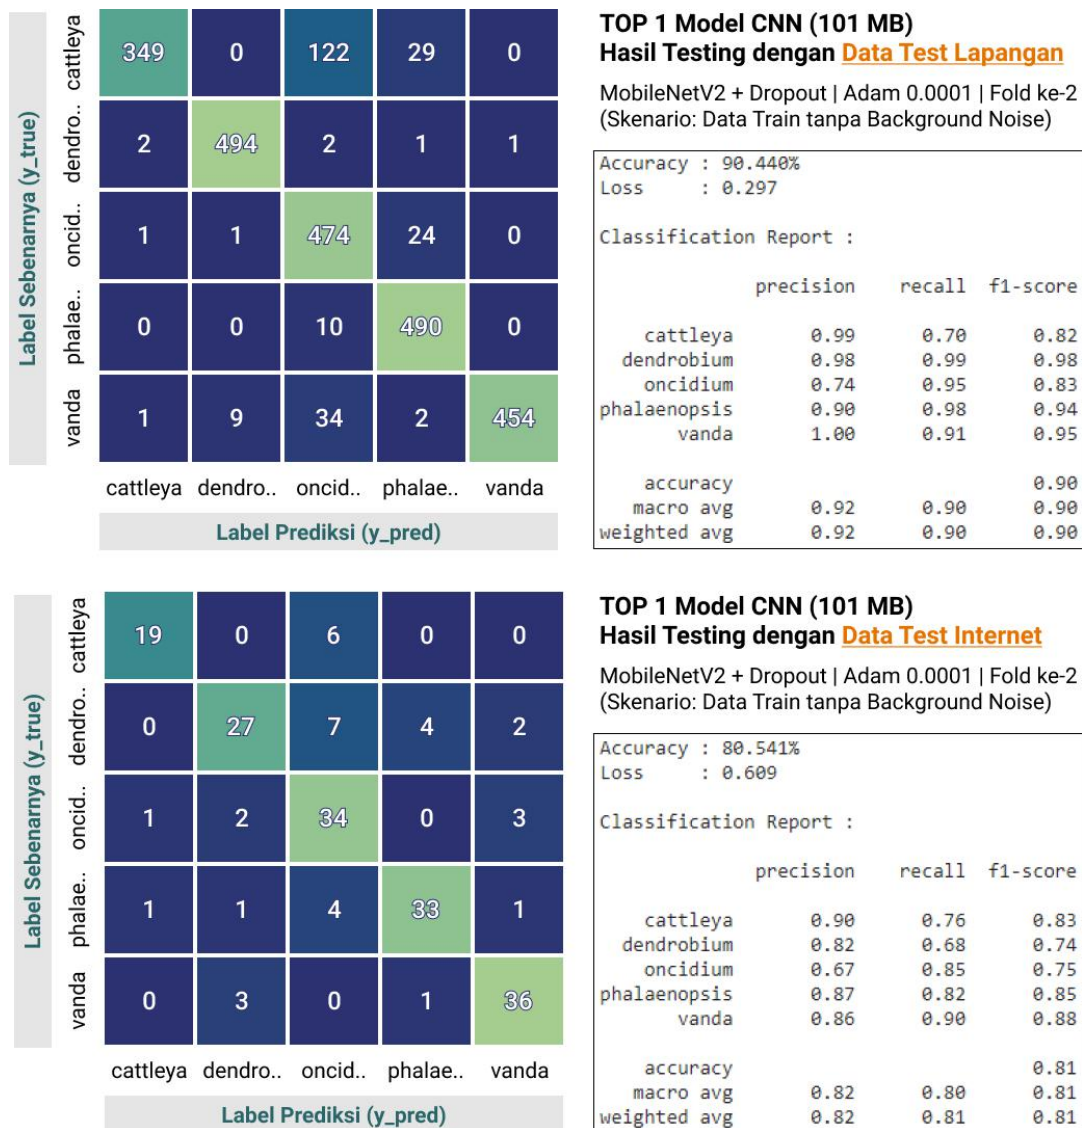 TOP 1 Model CNN (101 MB)
Hasil Testing dengan Data Test Lapangan
MobileNetV2 + Dropout | Adam 0.0001 | Fold ke-2
(Skenario: Data Train tanpa Background Noise)
Label Sebenarnya (y_true)
cattleya 349 0 122 29 0
dendro.. 2 494 2 1 1
oncid.. 1 1 474 24 0
phalae.. 0 0 10 490 0
vanda 1 9 34 2 454
cattleya dendro.. oncid.. phalae.. vanda
Label Prediksi (y_pred)
Accuracy : 90.440%
Loss : 0.297
Classification Report :
precision recall f1-score
cattleya 0.99 0.70 0.82
dendrobium 0.98 0.99 0.98
oncidium 0.74 0.95 0.83
phalaenopsis 0.90 0.98 0.94
vanda 1.00 0.91 0.95
accuracy 0.90
macro avg 0.92 0.90 0.90
weighted avg 0.92 0.90 0.90
TOP 1 Model CNN (101 MB)
Hasil Testing dengan Data Test Internet
MobileNetV2 + Dropout | Adam 0.0001 | Fold ke-2
(Skenario: Data Train tanpa Background Noise)
Label Sebenarnya (y_true)
cattleya 19 0 6 0 0
dendro.. 0 27 7 4 2
oncid.. 1 2 34 0 3
phalae.. 1 1 4 33 1
vanda 0 3 0 1 36
cattleya dendro.. oncid.. phalae.. vanda
Label Prediksi (y_pred)
Accuracy : 80.541%
Loss : 0.609
Classification Report :
precision recall f1-score
cattleya 0.90 0.76 0.83
dendrobium 0.82 0.68 0.74
oncidium 0.67 0.85 0.75
phalaenopsis 0.87 0.82 0.85
vanda 0.86 0.90 0.88
accuracy 0.81
macro avg 0.82 0.80 0.81
weighted avg 0.82 0.81 0.81